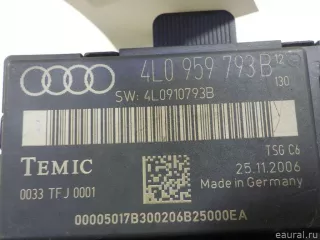 4L0 959 793B 12
130
SW: 4L0910793B
TSG C6
TEMIC
25.11.2006
0033 TFJ 0001
Made in Germany
00005017B300206B25000EA
eaural.ru